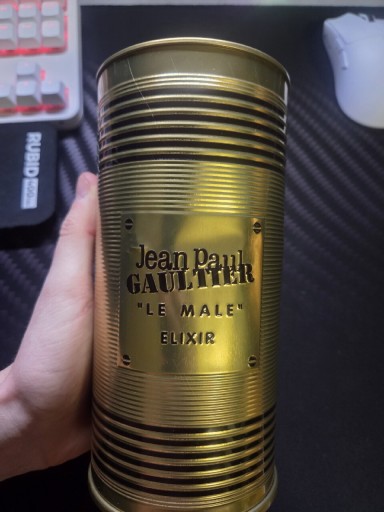 Jean Paul
GAULTIER
"LE MALE"
ELIXIR
RUBID